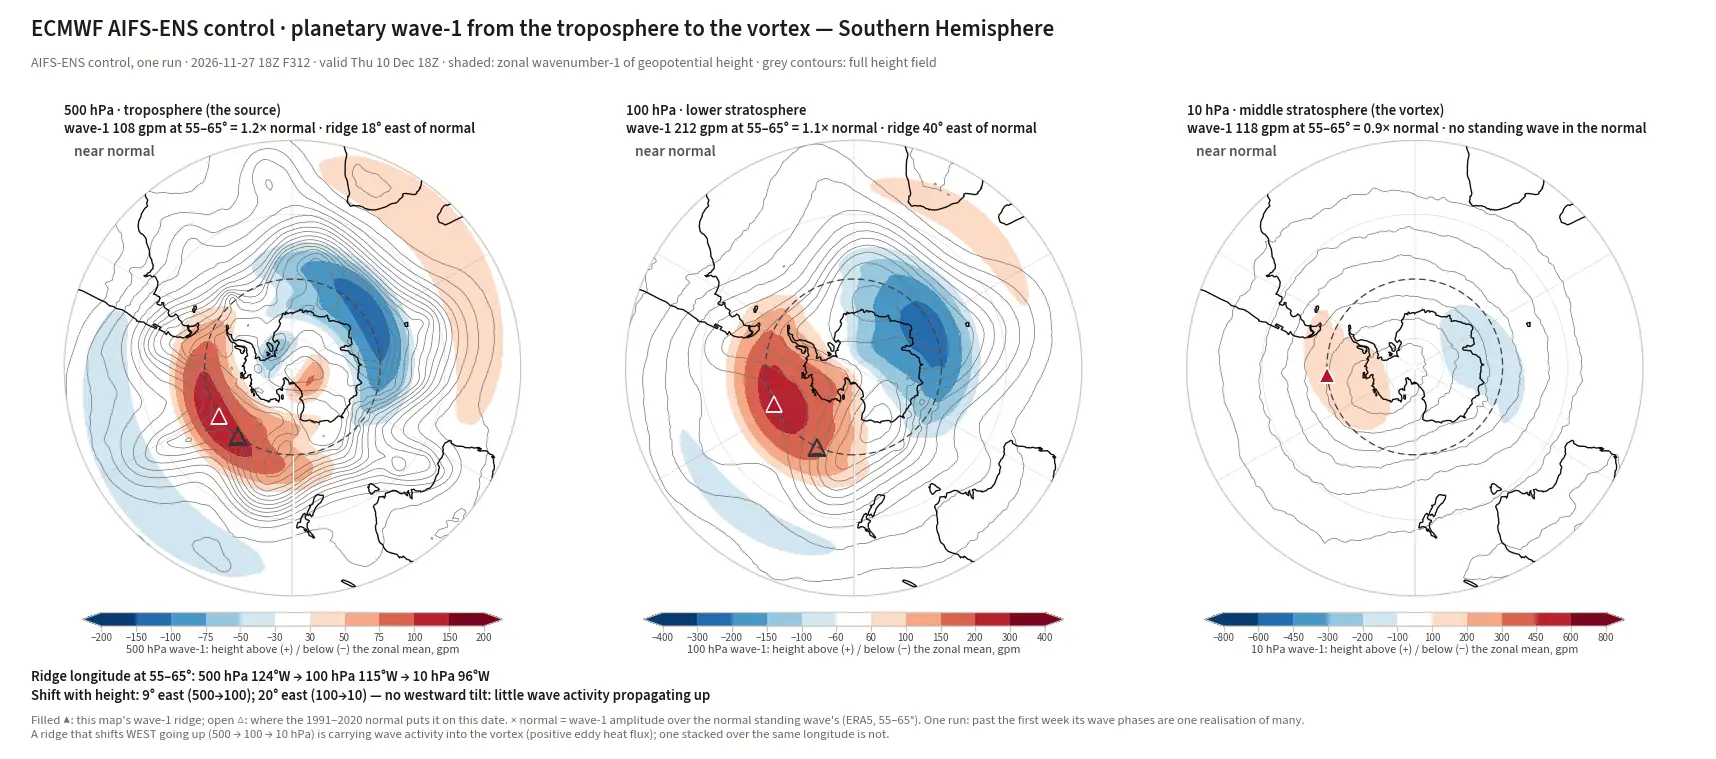 ECMWF AIFS-ENS control · planetary wave-1 from the troposphere to the vortex — Southern Hemisphere
AIFS-ENS control, one run · 2026-11-27 18Z F312 · valid Thu 10 Dec 18Z · shaded: zonal wavenumber-1 of geopotential height · grey contours: full height field
500 hPa · troposphere (the source)
wave-1 108 gpm at 55–65° = 1.2× normal · ridge 18° east of normal
near normal
100 hPa · lower stratosphere
wave-1 212 gpm at 55–65° = 1.1× normal · ridge 40° east of normal
near normal
10 hPa · middle stratosphere (the vortex)
wave-1 118 gpm at 55–65° = 0.9× normal · no standing wave in the normal
near normal
−200 −150 −100 −75 −50 −30 30 50 75 100 150 200
500 hPa wave-1: height above (+) / below (−) the zonal mean, gpm
−400 −300 −200 −150 −100 −60 60 100 150 200 300 400
100 hPa wave-1: height above (+) / below (−) the zonal mean, gpm
−800 −600 −450 −300 −200 −100 100 200 300 450 600 800
10 hPa wave-1: height above (+) / below (−) the zonal mean, gpm
Ridge longitude at 55–65°: 500 hPa 124°W → 100 hPa 115°W → 10 hPa 96°W
Shift with height: 9° east (500→100); 20° east (100→10) — no westward tilt: little wave activity propagating up
Filled ▲: this map's wave-1 ridge; open △: where the 1991–2020 normal puts it on this date. × normal = wave-1 amplitude over the normal standing wave's (ERA5, 55–65°). One run: past the first week its wave phases are one realisation of many.
A ridge that shifts WEST going up (500 → 100 → 10 hPa) is carrying wave activity into the vortex (positive eddy heat flux); one stacked over the same longitude is not.